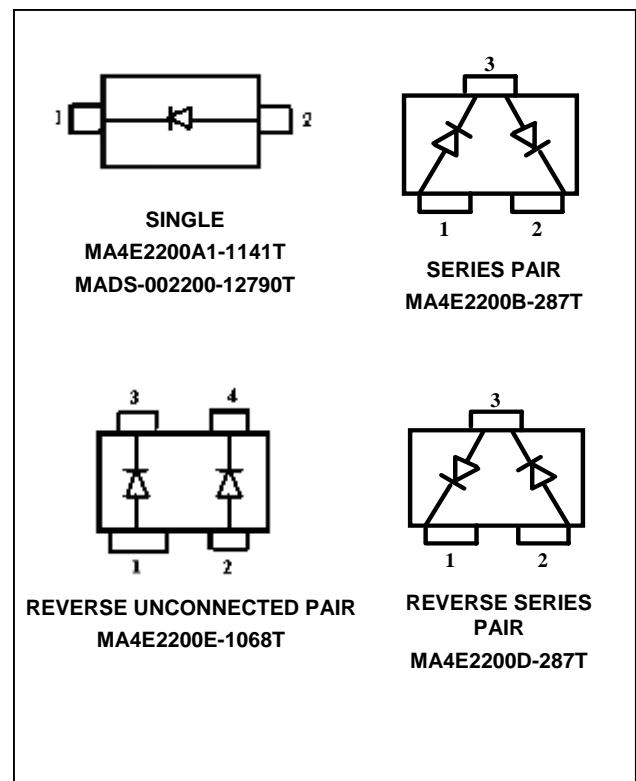 1 2
SINGLE
MA4E2200A1-1141T
MADS-002200-12790T
3
1 2
SERIES PAIR
MA4E2200B-287T
3 4
1 2
REVERSE UNCONNECTED PAIR
MA4E2200E-1068T
3
1 2
REVERSE SERIES
PAIR
MA4E2200D-287T